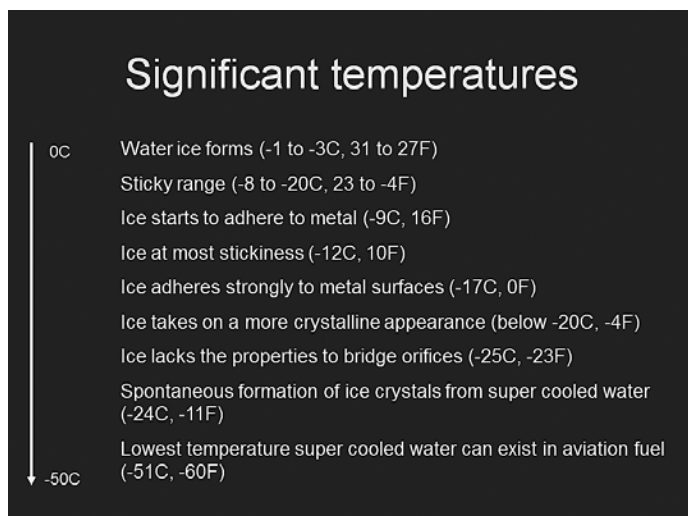 Significant temperatures
0C
Water ice forms (-1 to -3C, 31 to 27F)
Sticky range (-8 to -20C, 23 to -4F)
Ice starts to adhere to metal (-9C, 16F)
Ice at most stickiness (-12C, 10F)
Ice adheres strongly to metal surfaces (-17C, 0F)
Ice takes on a more crystalline appearance (below -20C, -4F)
Ice lacks the properties to bridge orifices (-25C, -23F)
Spontaneous formation of ice crystals from super cooled water
(-24C, -11F)
Lowest temperature super cooled water can exist in aviation fuel
(-51C, -60F)
-50C